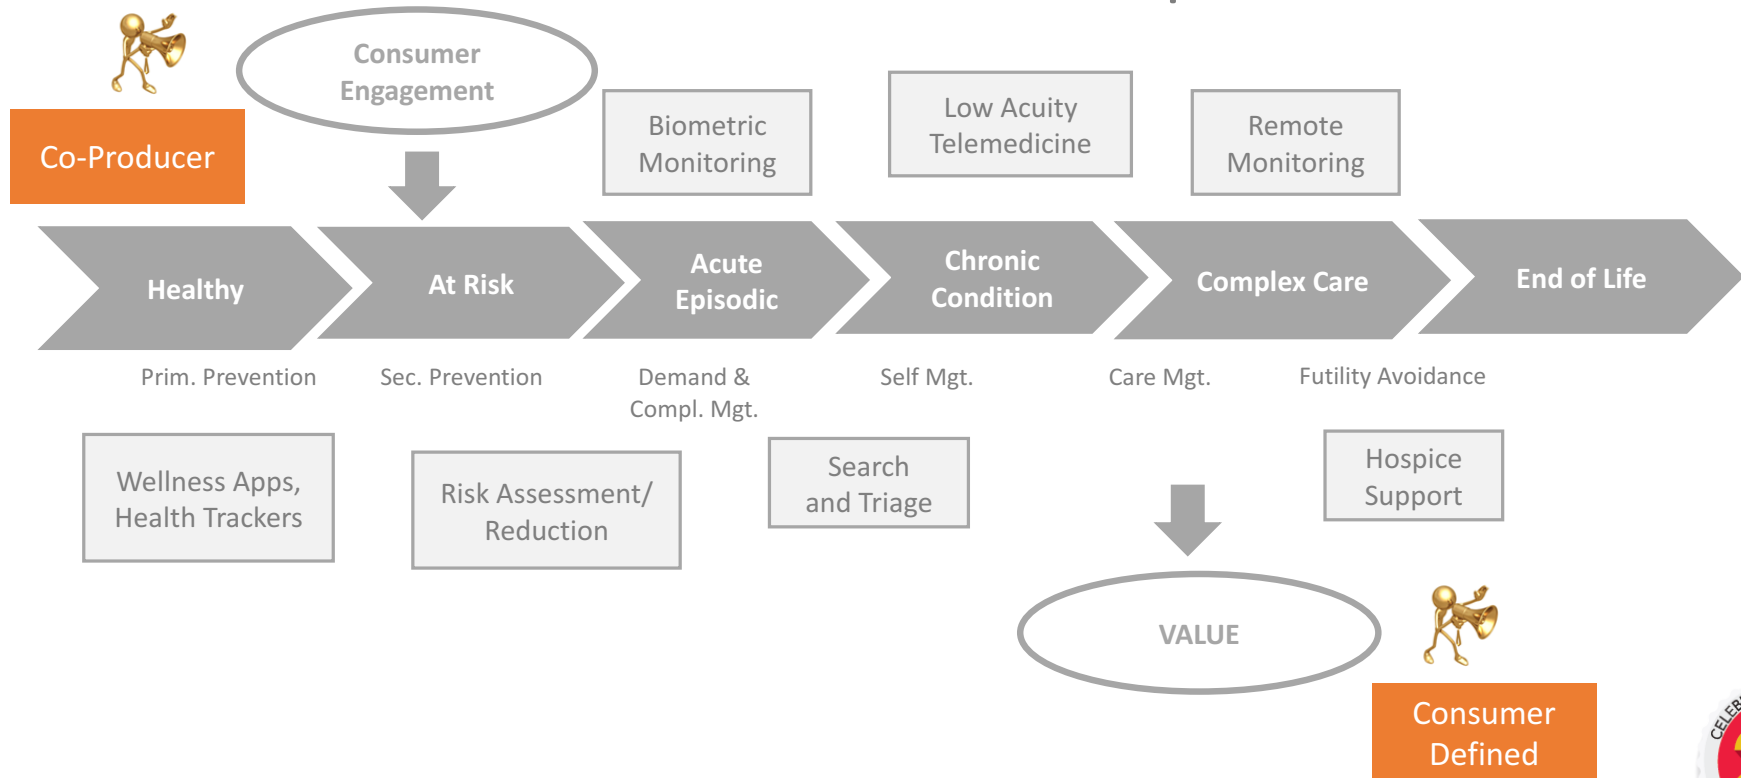 Consumer
Engagement
Co-Producer
Biometric
Monitoring
Low Acuity
Telemedicine
Remote
Monitoring
Healthy
At Risk
Acute
Episodic
Chronic
Condition
Complex Care
End of Life
Prim. Prevention
Sec. Prevention
Demand &
Compl. Mgt.
Self Mgt.
Care Mgt.
Futility Avoidance
Wellness Apps,
Health Trackers
Risk Assessment/
Reduction
Search
and Triage
Hospice
Support
VALUE
Consumer
Defined